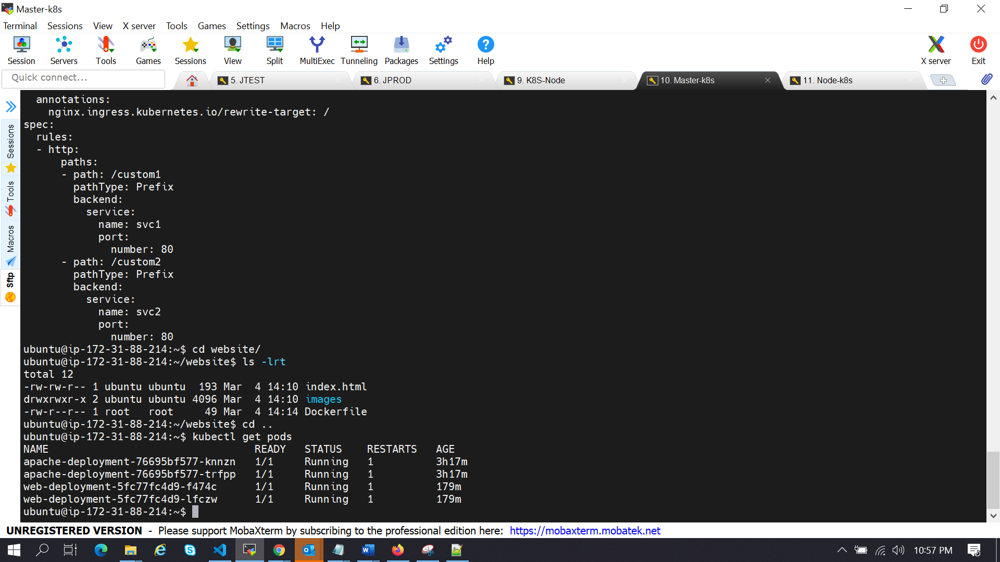 Master-k8s
Terminal Sessions View X server Tools Games Settings Macros Help
Session Servers Tools Games Sessions View Split MultiExec Tunneling Packages Settings Help X server Exit
Quick connect... 5. JTEST 6. JPROD 9. K8S-Node 10. Master-k8s 11. Node-k8s
Sessions
Tools
Macros
Sftp
  annotations:
    nginx.ingress.kubernetes.io/rewrite-target: /
spec:
  rules:
  - http:
      paths:
      - path: /custom1
        pathType: Prefix
        backend:
          service:
            name: svc1
            port:
              number: 80
      - path: /custom2
        pathType: Prefix
        backend:
          service:
            name: svc2
            port:
              number: 80
ubuntu@ip-172-31-88-214:~$ cd website/
ubuntu@ip-172-31-88-214:~/website$ ls -lrt
total 12
-rw-rw-r-- 1 ubuntu ubuntu  193 Mar  4 14:10 index.html
drwxrwxr-x 2 ubuntu ubuntu 4096 Mar  4 14:10 images
-rw-r--r-- 1 root   root     49 Mar  4 14:14 Dockerfile
ubuntu@ip-172-31-88-214:~/website$ cd ..
ubuntu@ip-172-31-88-214:~$ kubectl get pods
NAME                                 READY   STATUS    RESTARTS   AGE
apache-deployment-76695bf577-knnzn   1/1     Running   1          3h17m
apache-deployment-76695bf577-trfpp   1/1     Running   1          3h17m
web-deployment-5fc77fc4d9-f474c      1/1     Running   1          179m
web-deployment-5fc77fc4d9-lfczw      1/1     Running   1          179m
ubuntu@ip-172-31-88-214:~$
UNREGISTERED VERSION - Please support MobaXterm by subscribing to the professional edition here: https://mobaxterm.mobatek.net
10:57 PM